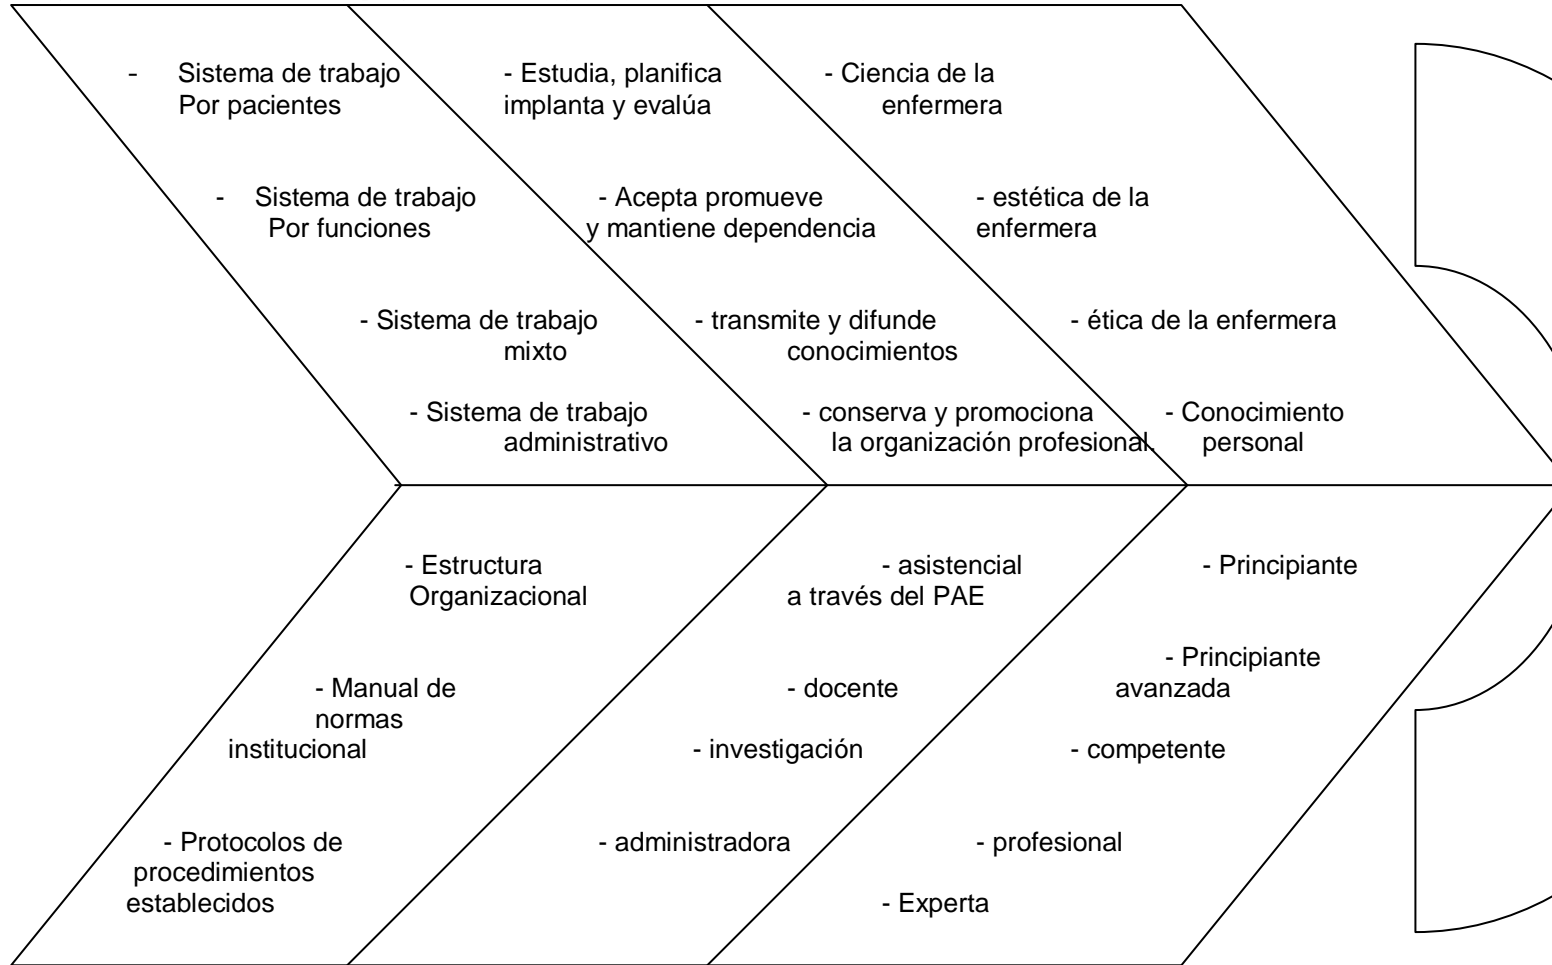 - Sistema de trabajo
Por pacientes
- Sistema de trabajo
Por funciones
- Sistema de trabajo
mixto
- Sistema de trabajo
administrativo
- Estudia, planifica
implanta y evalúa
- Acepta promueve
y mantiene dependencia
- transmite y difunde
conocimientos
- conserva y promociona
la organización profesional.
- Ciencia de la
enfermera
- estética de la
enfermera
- ética de la enfermera
- Conocimiento
personal
- Estructura
Organizacional
- Manual de
normas
institucional
- Protocolos de
procedimientos
establecidos
- asistencial
a través del PAE
- docente
- investigación
- administradora
- Principiante
- Principiante
avanzada
- competente
- profesional
- Experta